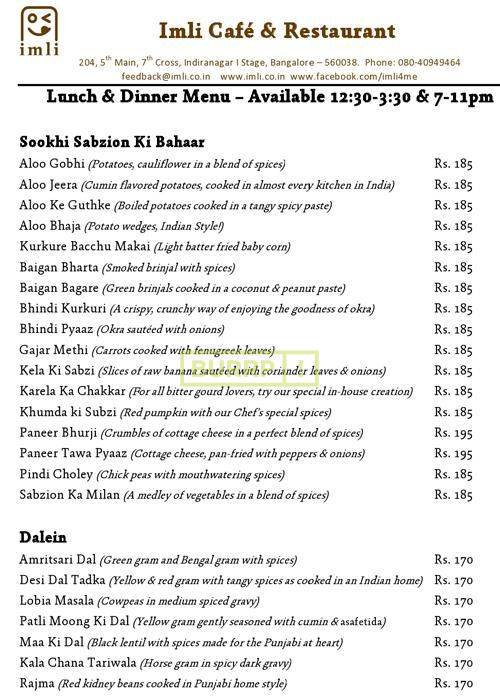 imli
Imli Café & Restaurant
204, 5th Main, 7th Cross, Indiranagar I Stage, Bangalore – 560038. Phone: 080-40949464
feedback@imli.co.in www.imli.co.in www.facebook.com/imli4me
Lunch & Dinner Menu – Available 12:30-3:30 & 7-11pm
Sookhi Sabzion Ki Bahaar
Aloo Gobhi (Potatoes, cauliflower in a blend of spices) Rs. 185
Aloo Jeera (Cumin flavored potatoes, cooked in almost every kitchen in India) Rs. 185
Aloo Ke Guthke (Boiled potatoes cooked in a tangy spicy paste) Rs. 185
Aloo Bhaja (Potato wedges, Indian Style!) Rs. 185
Kurkure Bacchu Makai (Light batter fried baby corn) Rs. 185
Baigan Bharta (Smoked brinjal with spices) Rs. 185
Baigan Bagare (Green brinjals cooked in a coconut & peanut paste) Rs. 185
Bhindi Kurkuri (A crispy, crunchy way of enjoying the goodness of okra) Rs. 185
Bhindi Pyaaz (Okra sautéed with onions) Rs. 185
Gajar Methi (Carrots cooked with fenugreek leaves) Rs. 185
Kela Ki Sabzi (Slices of raw banana sautéed with coriander leaves & onions) Rs. 185
Karela Ka Chakkar (For all bitter gourd lovers, try our special in-house creation) Rs. 185
Khumda ki Subzi (Red pumpkin with our Chef's special spices) Rs. 185
Paneer Bhurji (Crumbles of cottage cheese in a perfect blend of spices) Rs. 195
Paneer Tawa Pyaaz (Cottage cheese, pan-fried with peppers & onions) Rs. 195
Pindi Choley (Chick peas with mouthwatering spices) Rs. 185
Sabzion Ka Milan (A medley of vegetables in a blend of spices) Rs. 185
Dalein
Amritsari Dal (Green gram and Bengal gram with spices) Rs. 170
Desi Dal Tadka (Yellow & red gram with tangy spices as cooked in an Indian home) Rs. 170
Lobia Masala (Cowpeas in medium spiced gravy) Rs. 170
Patli Moong Ki Dal (Yellow gram gently seasoned with cumin & asafetida) Rs. 170
Maa Ki Dal (Black lentil with spices made for the Punjabi at heart) Rs. 170
Kala Chana Tariwala (Horse gram in spicy dark gravy) Rs. 170
Rajma (Red kidney beans cooked in Punjabi home style) Rs. 170